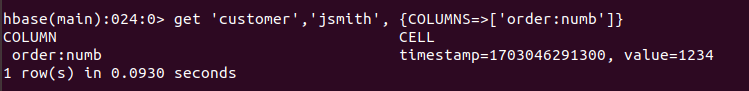 hbase(main):024:0> get 'customer','jsmith', {COLUMNS=>['order:numb']}
COLUMN CELL
order:numb timestamp=1703046291300, value=1234
1 row(s) in 0.0930 seconds